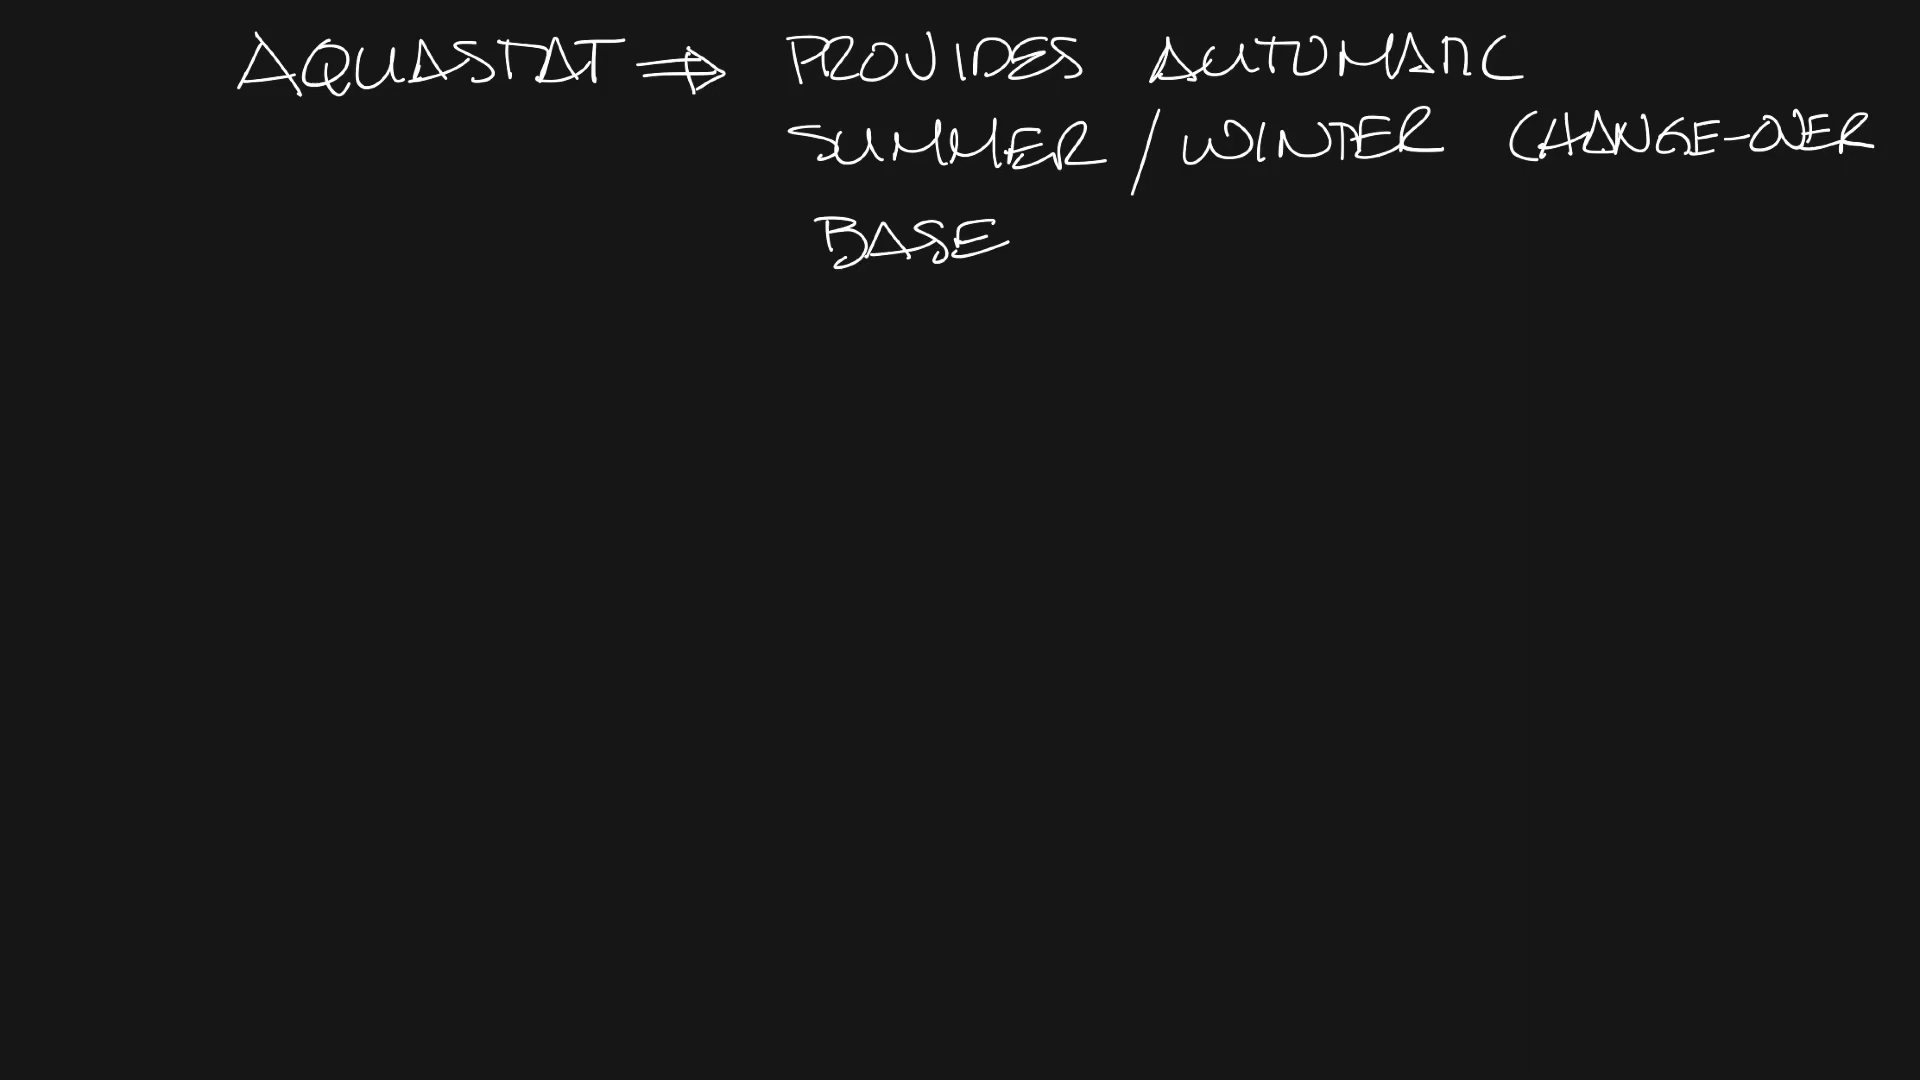 AQUASTAT ⇒ PROVIDES AUTOMATIC
SUMMER / WINTER CHANGE-OVER
BASE